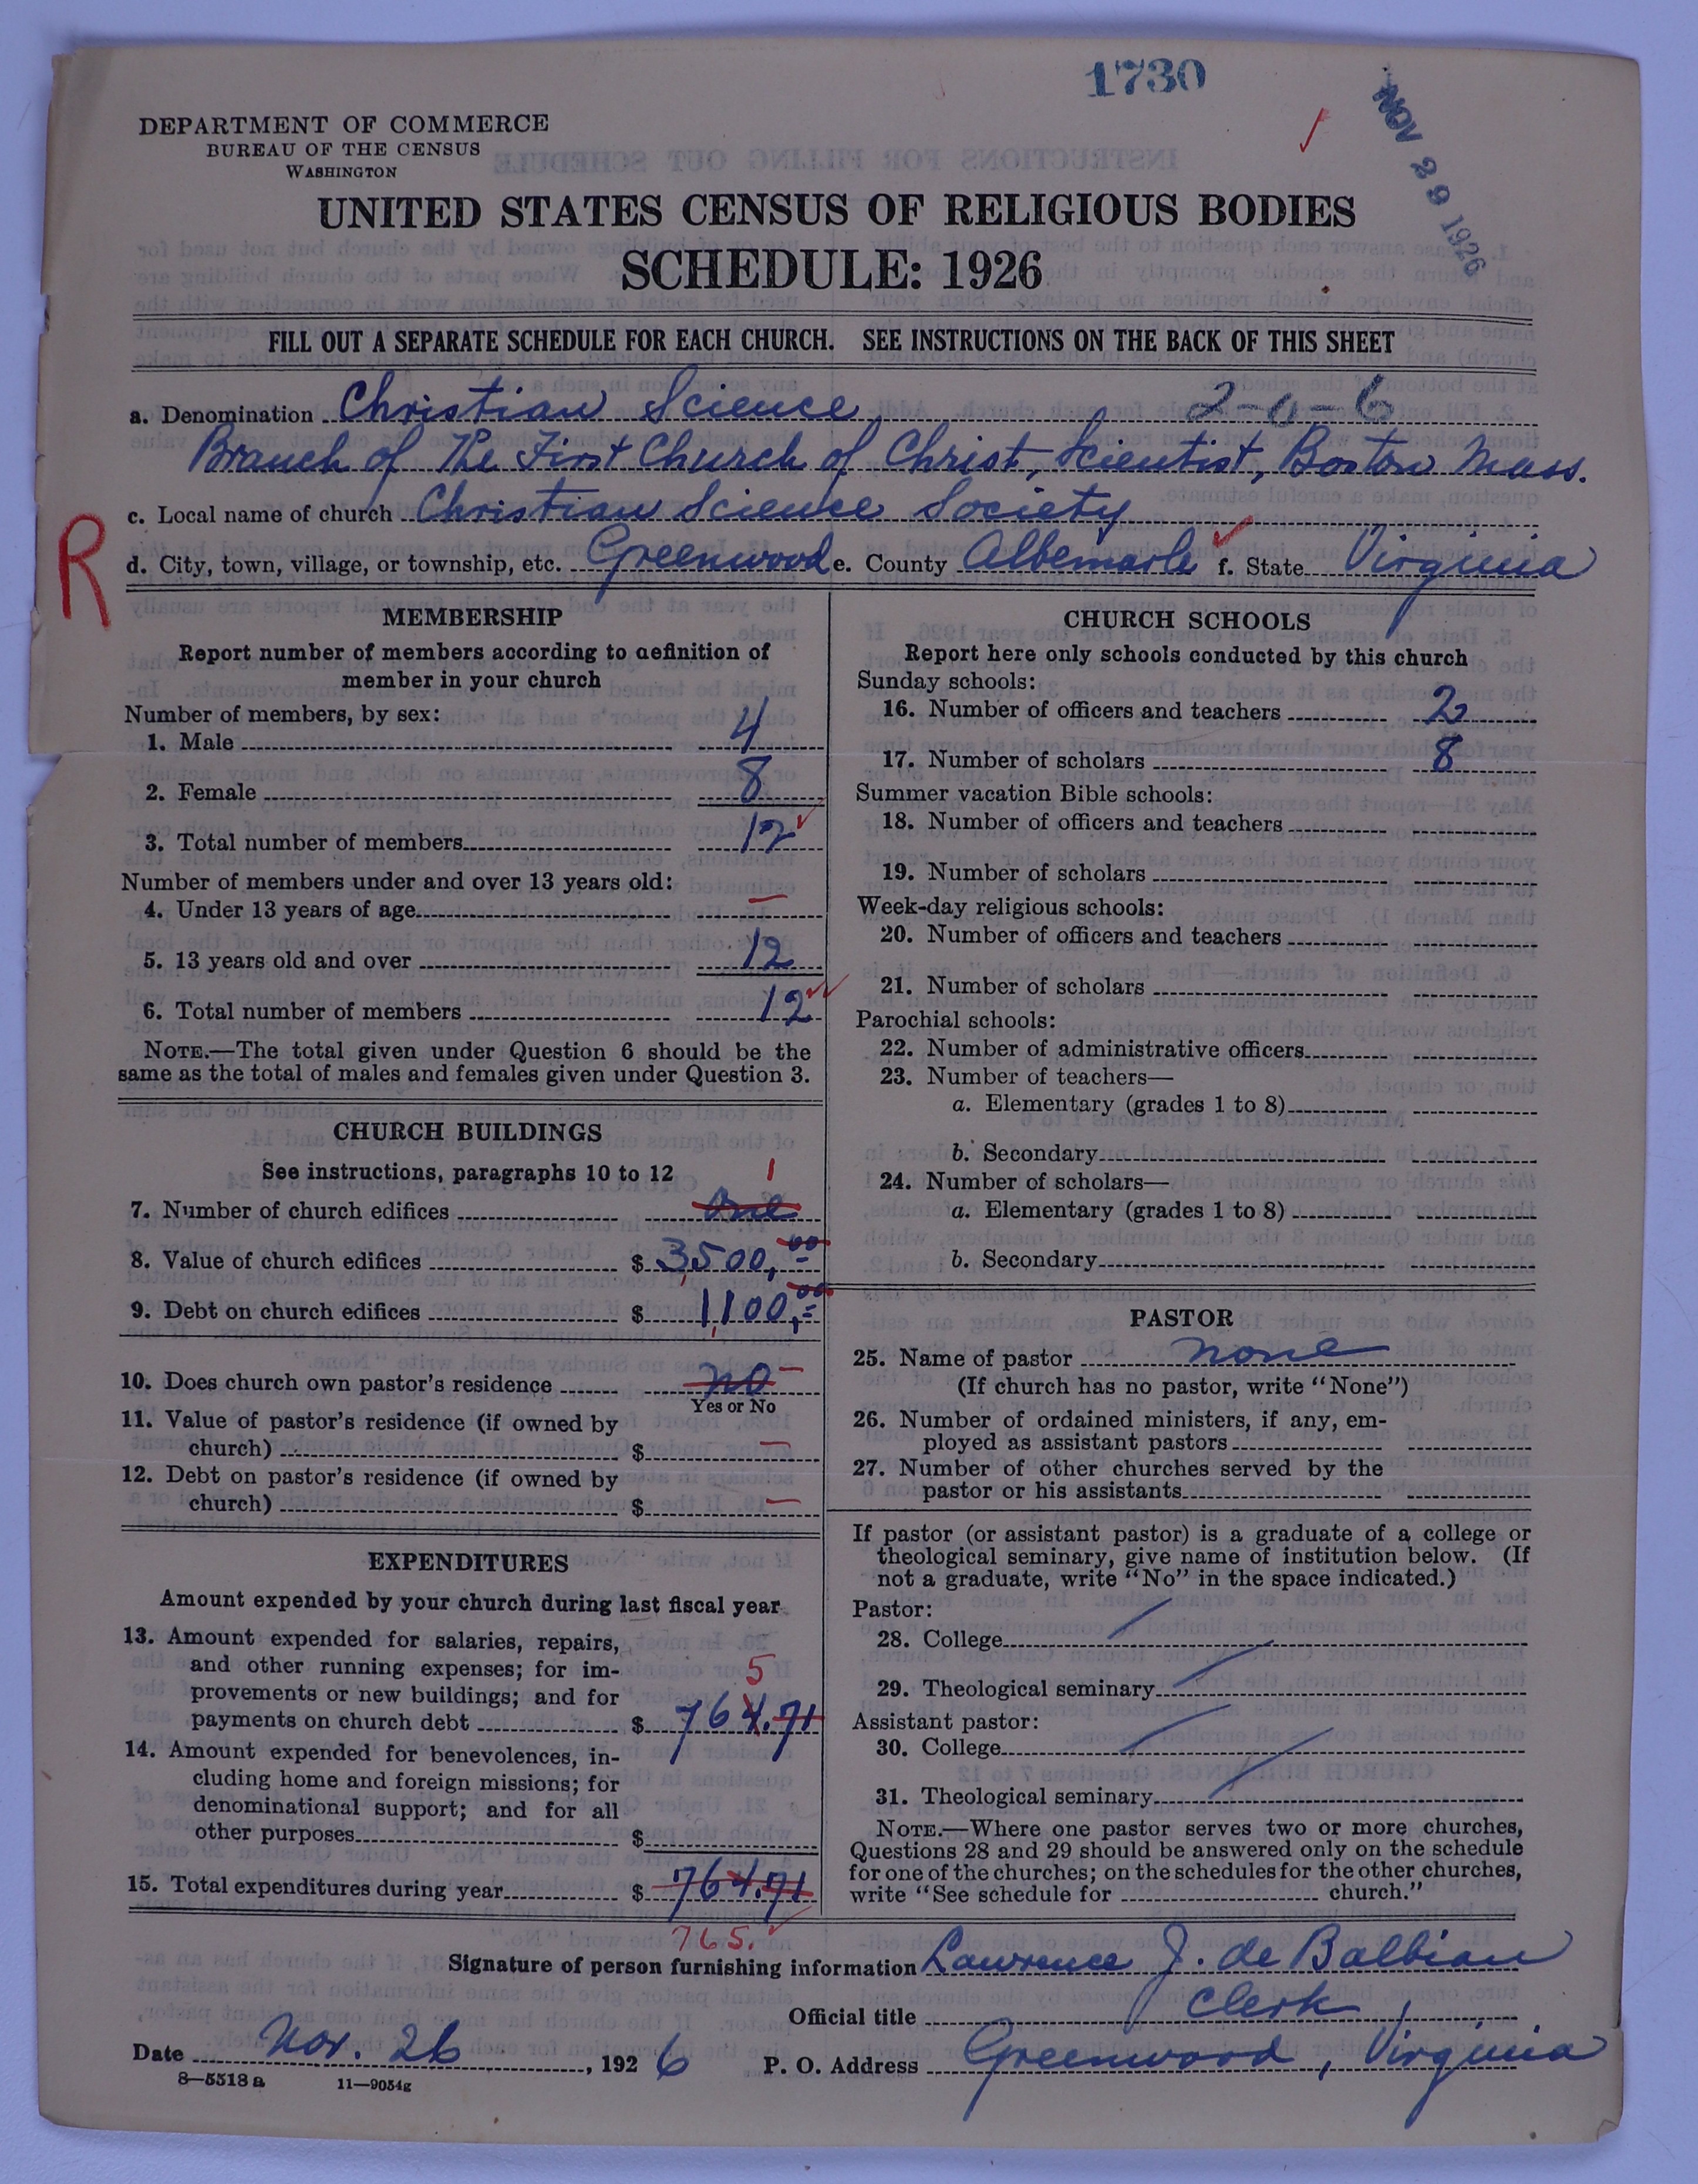 1730
NOV 29 1926
DEPARTMENT OF COMMERCE
BUREAU OF THE CENSUS
WASHINGTON
UNITED STATES CENSUS OF RELIGIOUS BODIES
SCHEDULE: 1926
FILL OUT A SEPARATE SCHEDULE FOR EACH CHURCH. SEE INSTRUCTIONS ON THE BACK OF THIS SHEET
a. Denomination Christian Science 2-0-6
Branch of The First Church of Christ, Scientist, Boston Mass.
c. Local name of church Christian Science Society
R
d. City, town, village, or township, etc. Greenwood e. County Albemarle f. State Virginia
MEMBERSHIP
Report number of members according to definition of
member in your church
Number of members, by sex:
1. Male 4
2. Female 8
3. Total number of members 12
Number of members under and over 13 years old:
4. Under 13 years of age —
5. 13 years old and over 12
6. Total number of members 12
NOTE.—The total given under Question 6 should be the
same as the total of males and females given under Question 3.
CHURCH BUILDINGS
See instructions, paragraphs 10 to 12
1
7. Number of church edifices One
8. Value of church edifices $ 3500,00
9. Debt on church edifices $ 1100,00
10. Does church own pastor's residence no —
Yes or No
11. Value of pastor's residence (if owned by
church) $ —
12. Debt on pastor's residence (if owned by
church) $ —
EXPENDITURES
Amount expended by your church during last fiscal year
13. Amount expended for salaries, repairs,
and other running expenses; for im-
5
provements or new buildings; and for
payments on church debt $ 764.71
14. Amount expended for benevolences, in-
cluding home and foreign missions; for
denominational support; and for all
other purposes $
15. Total expenditures during year $ 764.71
765.
CHURCH SCHOOLS
Report here only schools conducted by this church
Sunday schools:
16. Number of officers and teachers 2
17. Number of scholars 8
Summer vacation Bible schools:
18. Number of officers and teachers
19. Number of scholars
Week-day religious schools:
20. Number of officers and teachers
21. Number of scholars
Parochial schools:
22. Number of administrative officers
23. Number of teachers—
a. Elementary (grades 1 to 8)
b. Secondary
24. Number of scholars—
a. Elementary (grades 1 to 8)
b. Secondary
PASTOR
25. Name of pastor none
(If church has no pastor, write "None")
26. Number of ordained ministers, if any, em-
ployed as assistant pastors
27. Number of other churches served by the
pastor or his assistants
If pastor (or assistant pastor) is a graduate of a college or
theological seminary, give name of institution below. (If
not a graduate, write "No" in the space indicated.)
Pastor:
28. College
29. Theological seminary
Assistant pastor:
30. College
31. Theological seminary
NOTE.—Where one pastor serves two or more churches,
Questions 28 and 29 should be answered only on the schedule
for one of the churches; on the schedules for the other churches,
write "See schedule for church."
Signature of person furnishing information Lawrence J. de Balbian
Official title Clerk
Date Nov. 26, 1926 P. O. Address Greenwood, Virginia
8—5518 a 11—9054g